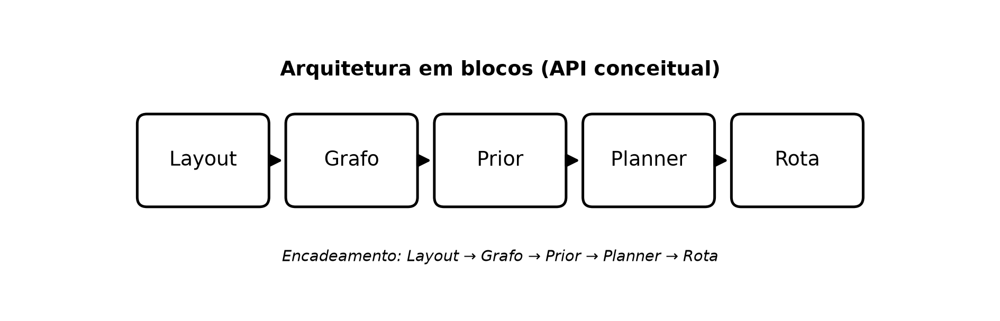 Arquitetura em blocos (API conceitual)
Layout
Grafo
Prior
Planner
Rota
Encadeamento: Layout → Grafo → Prior → Planner → Rota